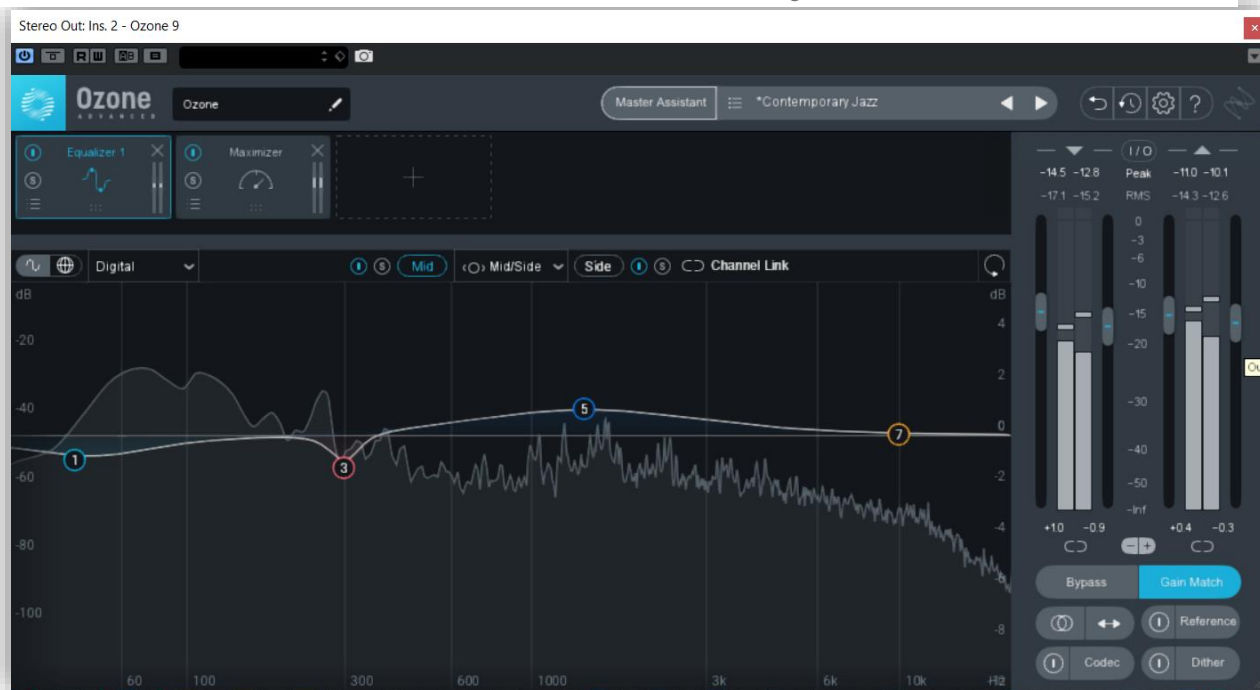 Stereo Out: Ins. 2 - Ozone 9
R W AB
Ozone
ADVANCED
Ozone
Master Assistant
*Contemporary Jazz
?
Equalizer 1
S
Maximizer
S
+
I/O
-14.5 -12.8 Peak -11.0 -10.1
-17.1 -15.2 RMS -14.3 -12.6
0
-3
-6
-10
-15
-20
-30
-40
-50
-Inf
+1.0 -0.9 +0.4 -0.3
- +
Digital
S Mid Mid/Side Side S Channel Link
dB dB
4
-20
2
-40
5
0
7
1
3
-60 -2
-4
-80
-6
-100
-8
60 100 300 600 1000 3k 6k 10k Hz
Bypass Gain Match
Reference
Codec Dither